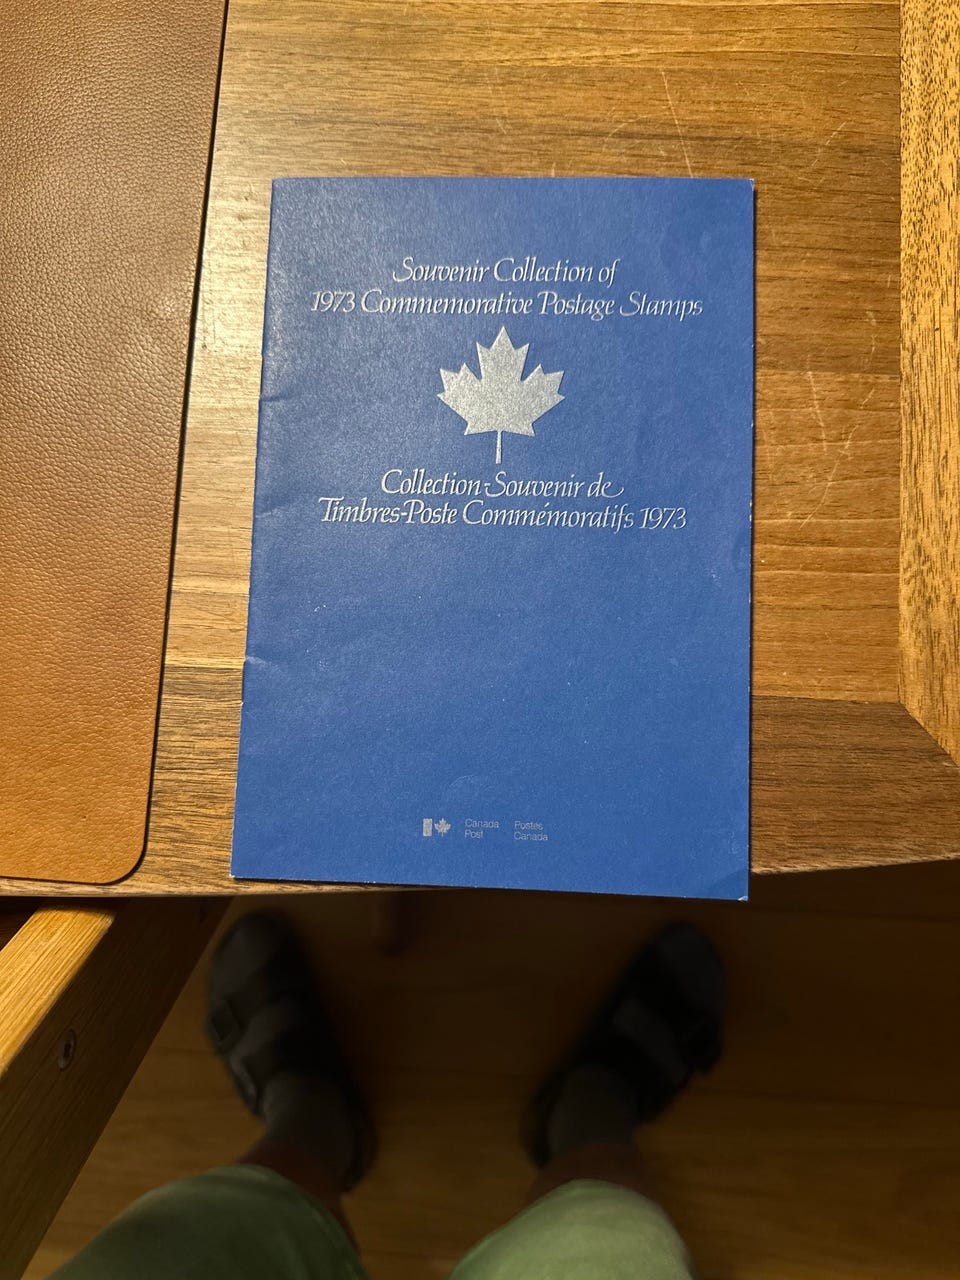 Souvenir Collection of
1973 Commemorative Postage Stamps
Collection-Souvenir de
Timbres-Poste Commémoratifs 1973
Canada Postes
Post Canada